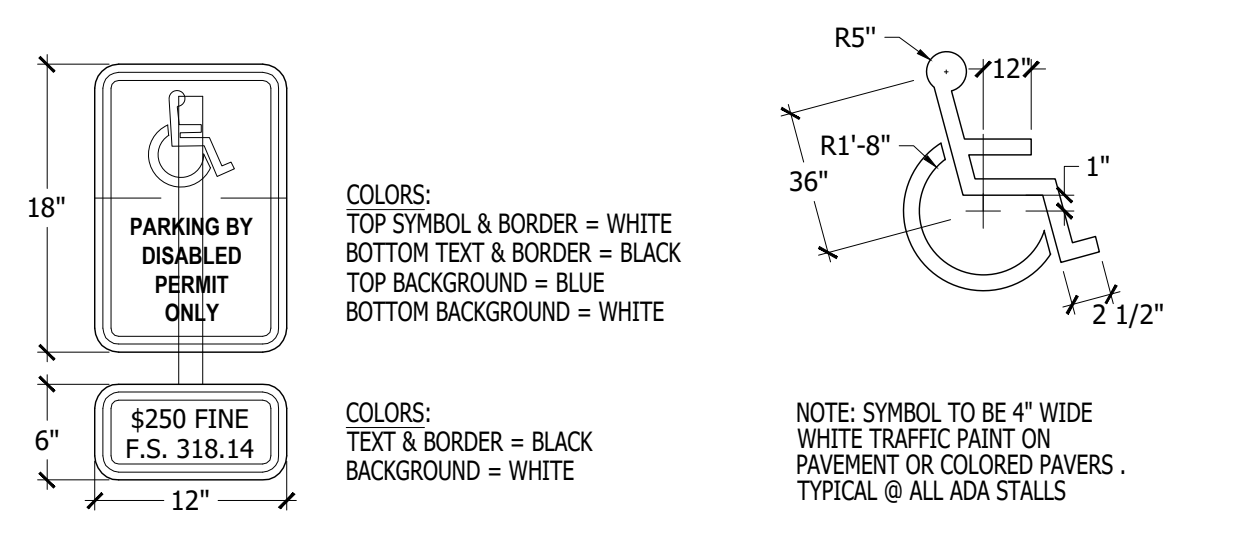 18"
PARKING BY
DISABLED
PERMIT
ONLY
6"
$250 FINE
F.S. 318.14
12"
COLORS:
TOP SYMBOL & BORDER = WHITE
BOTTOM TEXT & BORDER = BLACK
TOP BACKGROUND = BLUE
BOTTOM BACKGROUND = WHITE
COLORS:
TEXT & BORDER = BLACK
BACKGROUND = WHITE
R5"
12"
R1'-8"
36"
1"
2 1/2"
NOTE: SYMBOL TO BE 4" WIDE
WHITE TRAFFIC PAINT ON
PAVEMENT OR COLORED PAVERS .
TYPICAL @ ALL ADA STALLS